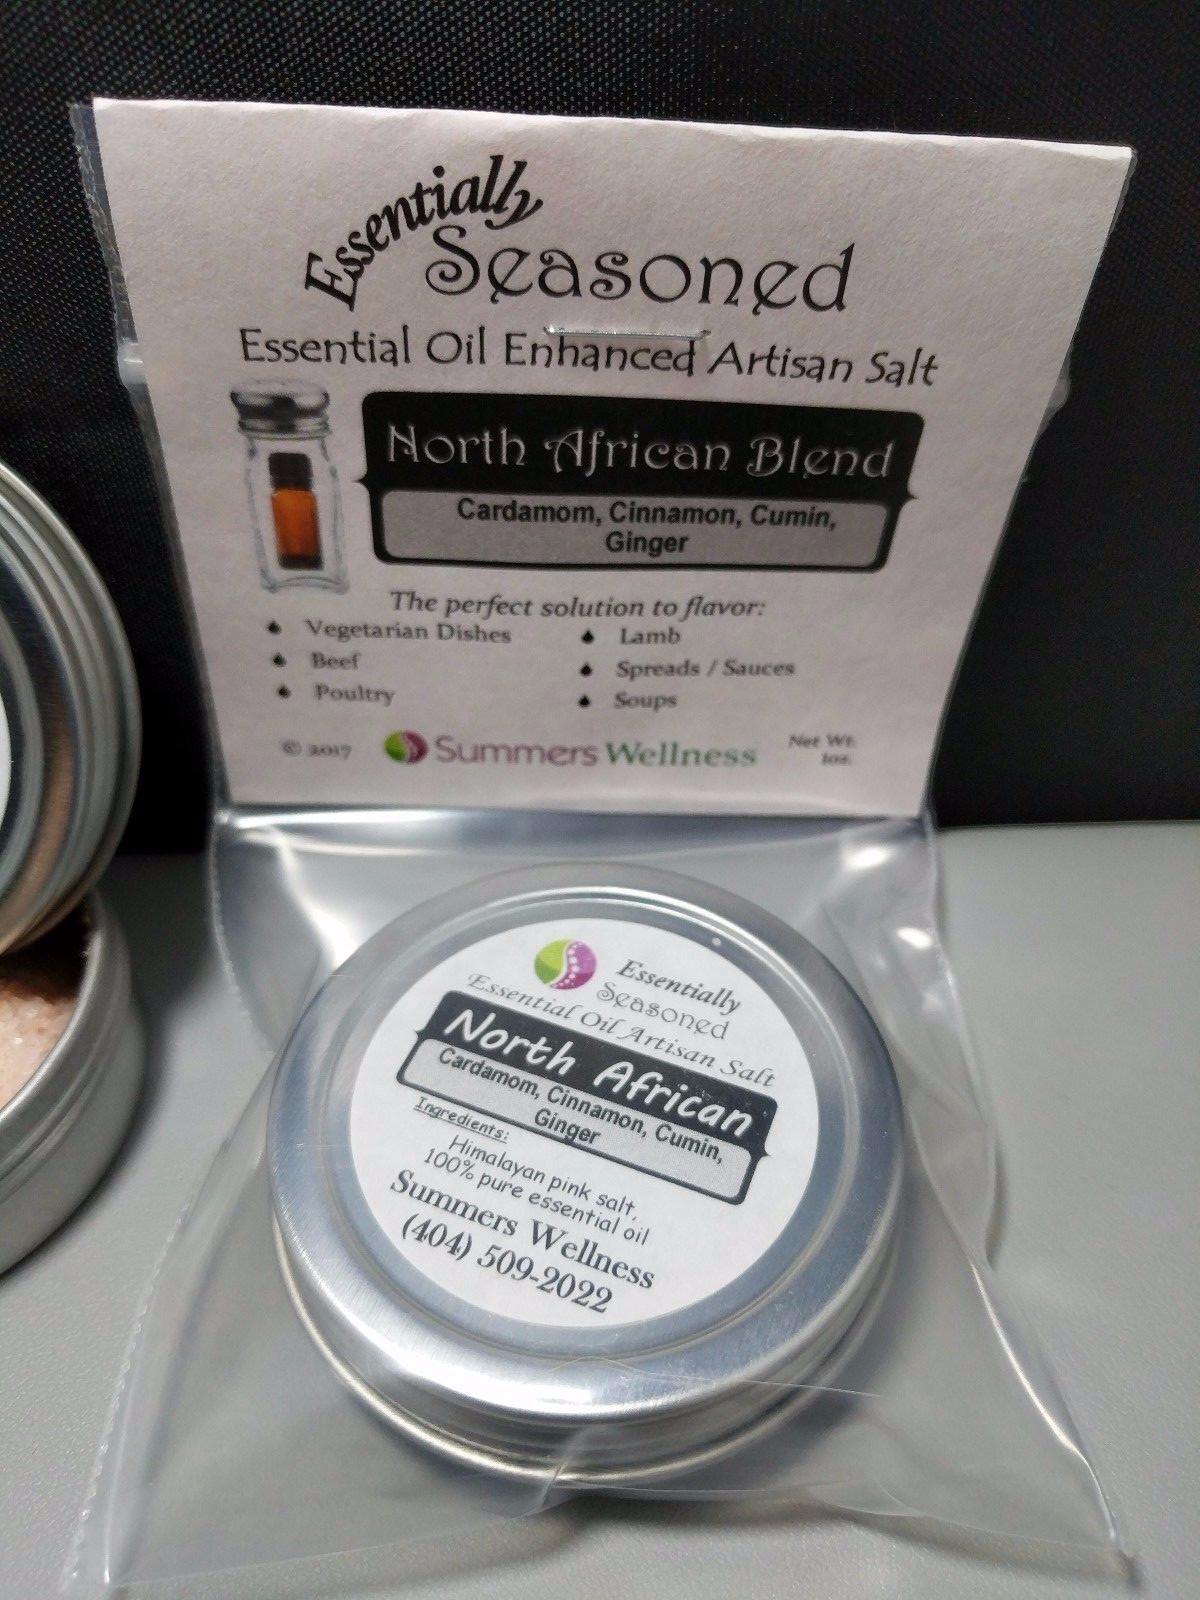 Essentially
Seasoned
Essential Oil Enhanced Artisan Salt
North African Blend
Cardamom, Cinnamon, Cumin,
Ginger
The perfect solution to flavor:
Vegetarian Dishes
Beef
Poultry
Lamb
Spreads / Sauces
Soups
© 2017
Summers Wellness
Net Wt.
1oz.
Essentially
Seasoned
Essential Oil Artisan Salt
North African
Cardamom, Cinnamon, Cumin,
Ginger
Ingredients:
Himalayan pink salt,
100% pure essential oil
Summers Wellness
(404) 509-2022